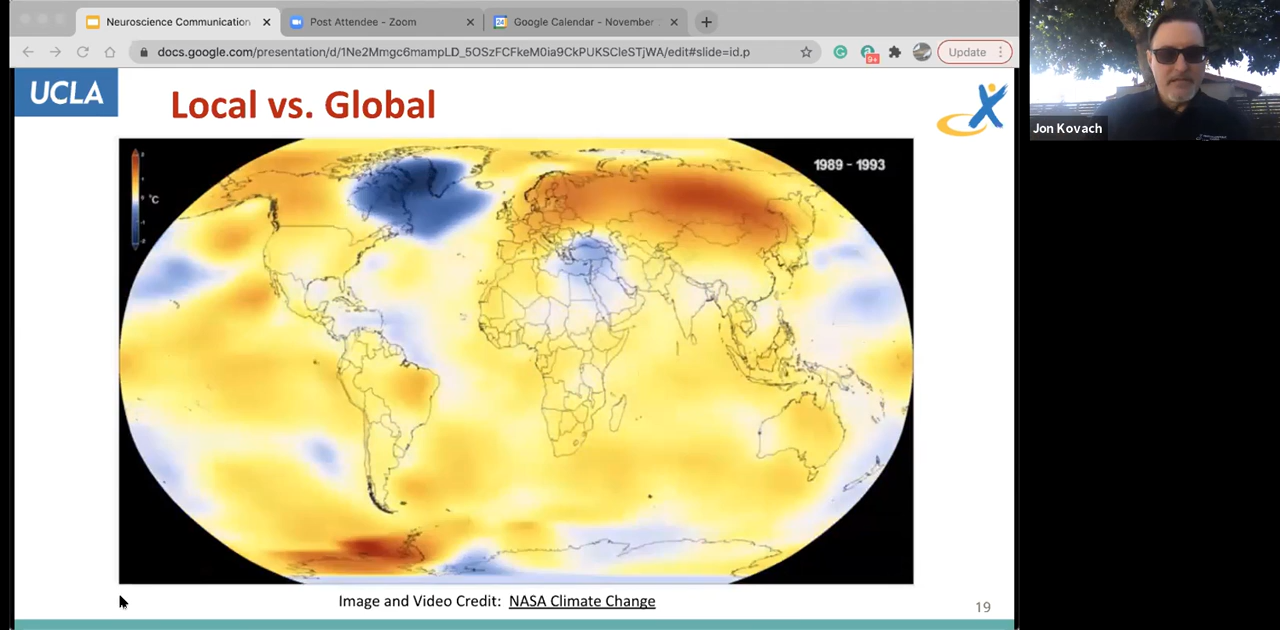 Neuroscience Communication
Post Attendee - Zoom
Google Calendar - November
docs.google.com/presentation/d/1Ne2Mmgc6mampLD_5OSzFCFkeM0ia9CkPUKSCleSTjWA/edit#slide=id.p
9+
Update
UCLA
Local vs. Global
1989 - 1993
°C
Jon Kovach
Image and Video Credit: NASA Climate Change
19